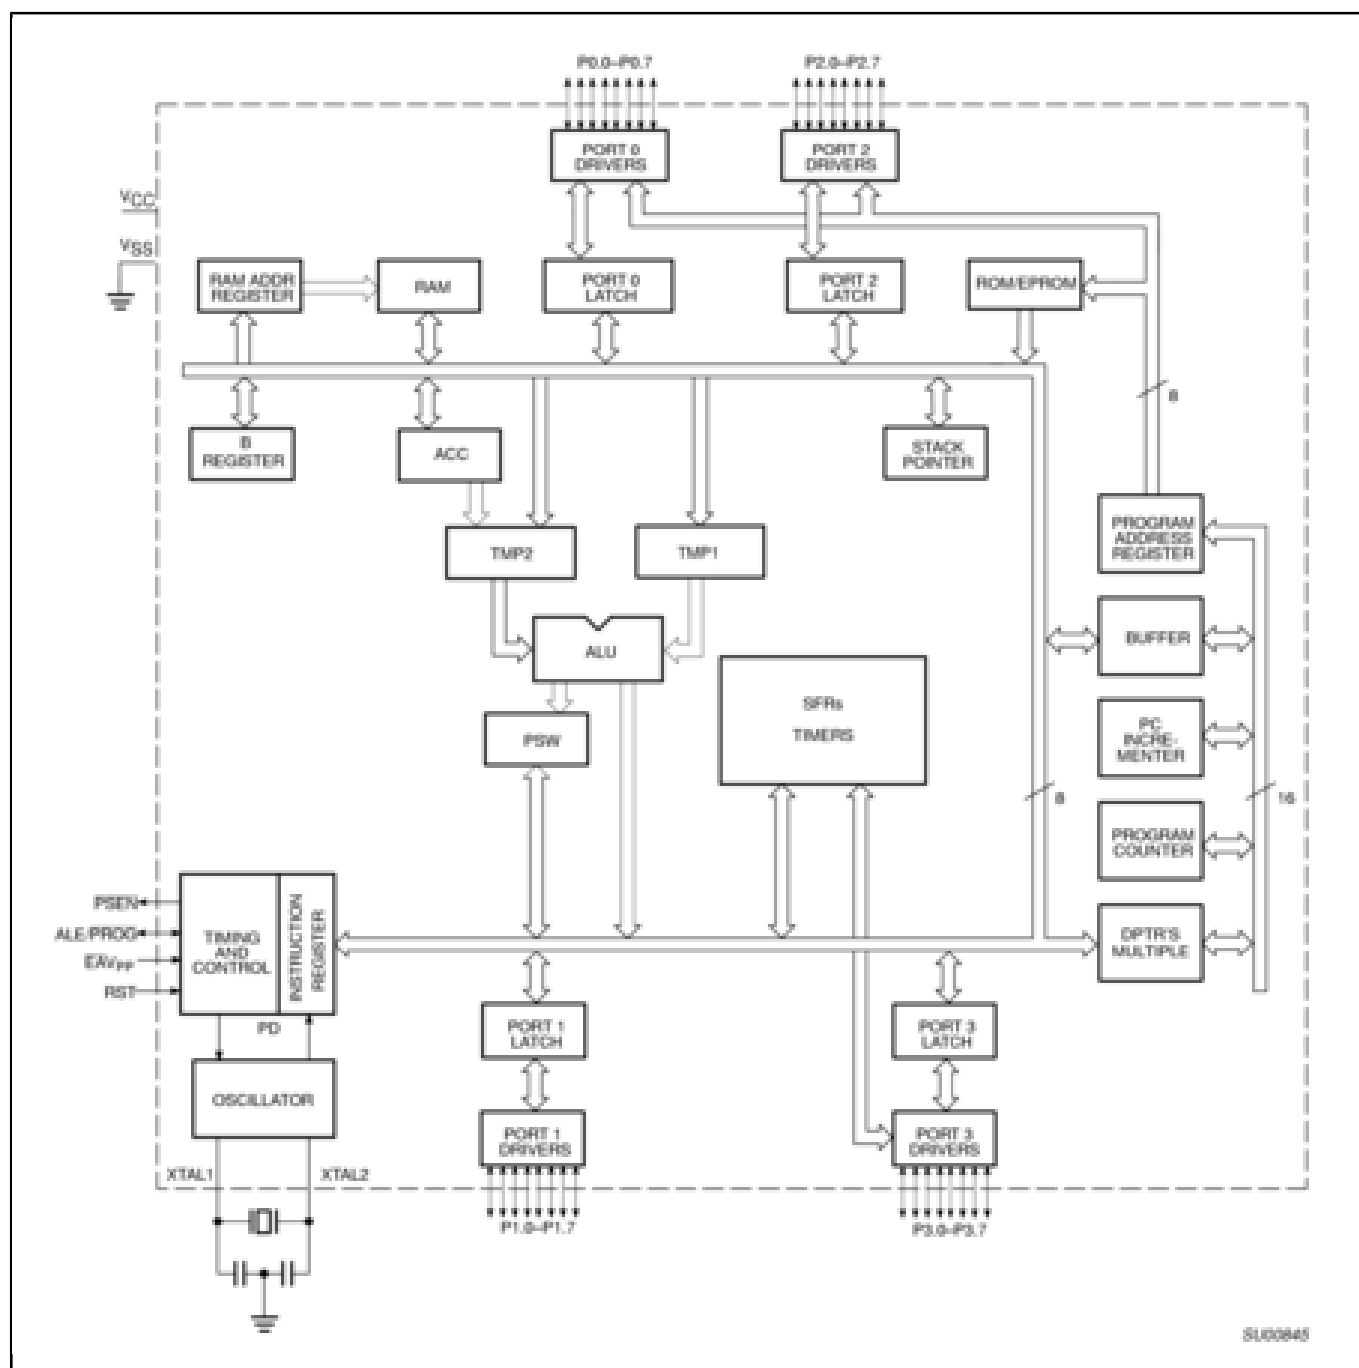 P0.0–P0.7
P2.0–P2.7
PORT 0
DRIVERS
PORT 2
DRIVERS
VCC
VSS
RAM ADDR
REGISTER
RAM
PORT 0
LATCH
PORT 2
LATCH
ROM/EPROM
8
B
REGISTER
ACC
STACK
POINTER
PROGRAM
ADDRESS
REGISTER
TMP2
TMP1
BUFFER
ALU
SFRs
TIMERS
PSW
PC
INCRE-
MENTER
8
16
PROGRAM
COUNTER
PSEN
ALE/PROG
EAVPP
RST
TIMING
AND
CONTROL
INSTRUCTION
REGISTER
DPTR'S
MULTIPLE
PD
PORT 1
LATCH
PORT 3
LATCH
OSCILLATOR
PORT 1
DRIVERS
PORT 3
DRIVERS
XTAL1
XTAL2
P1.0–P1.7
P3.0–P3.7
SU00845